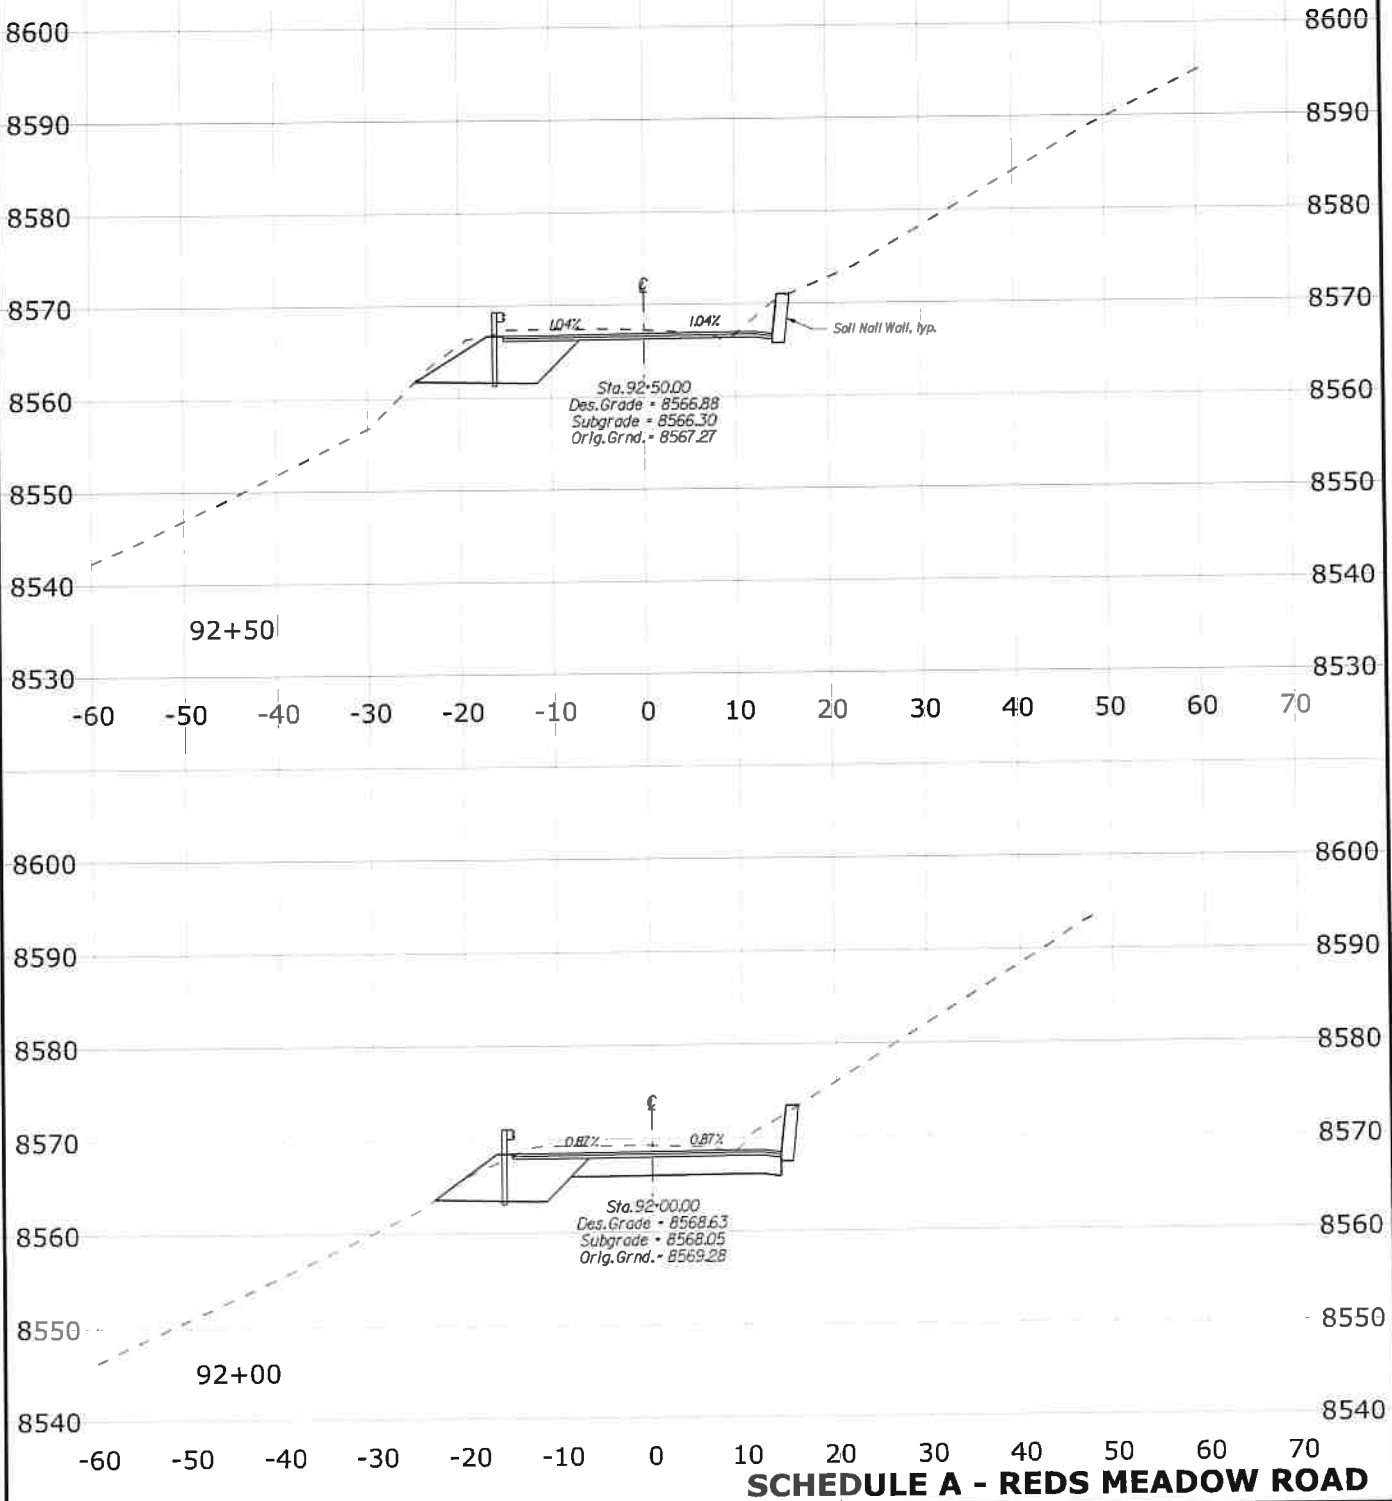 8600 8600
8590 8590
8580 8580
8570 8570
℄
1.04% 1.04%
Soil Nail Wall, typ.
8560 8560
Sta. 92+50.00
Des. Grade = 8566.88
Subgrade = 8566.30
Orig. Grnd. = 8567.27
8550 8550
8540 8540
92+50
8530 8530
-60 -50 -40 -30 -20 -10 0 10 20 30 40 50 60 70
8600 8600
8590 8590
8580 8580
℄
8570 8570
0.87% 0.87%
Sta. 92+00.00
Des. Grade = 8568.63
Subgrade = 8568.05
Orig. Grnd. = 8569.28
8560 8560
8550 8550
92+00
8540 8540
-60 -50 -40 -30 -20 -10 0 10 20 30 40 50 60 70
SCHEDULE A - REDS MEADOW ROAD